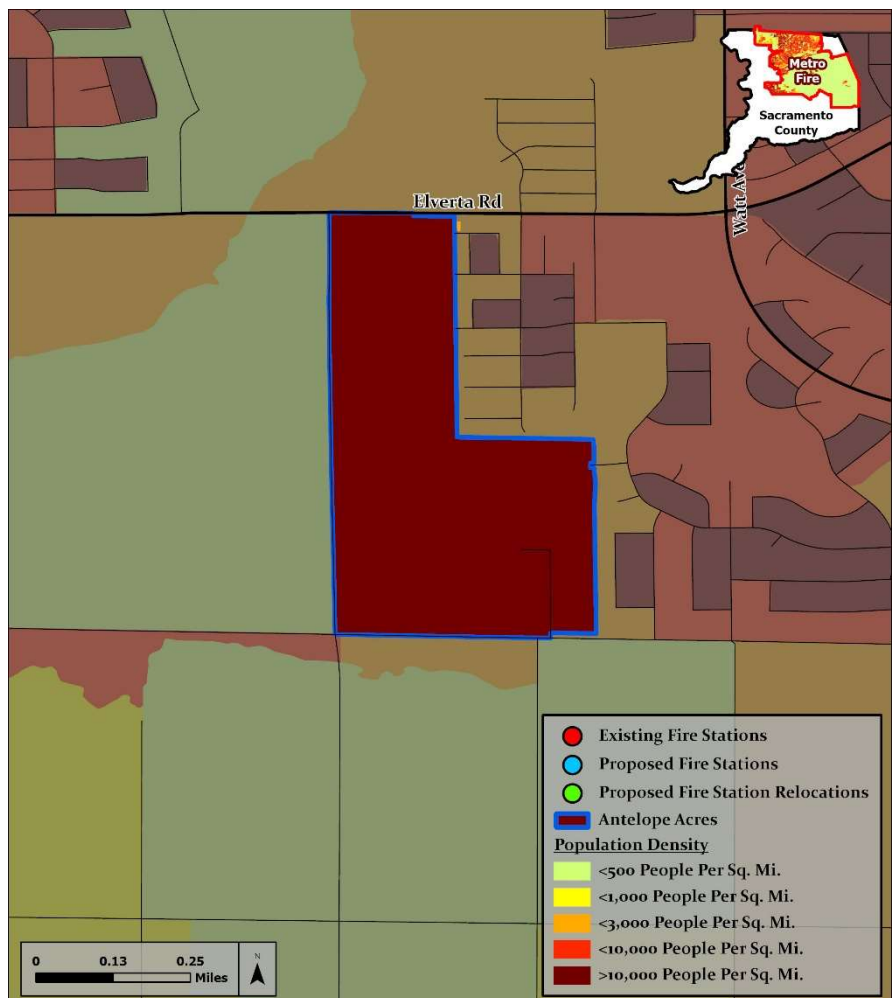 Metro
Fire
Sacramento
County
Elverta Rd
Watt Ave
Existing Fire Stations
Proposed Fire Stations
Proposed Fire Station Relocations
Antelope Acres
Population Density
<500 People Per Sq. Mi.
<1,000 People Per Sq. Mi.
<3,000 People Per Sq. Mi.
<10,000 People Per Sq. Mi.
>10,000 People Per Sq. Mi.
0 0.13 0.25
Miles
N